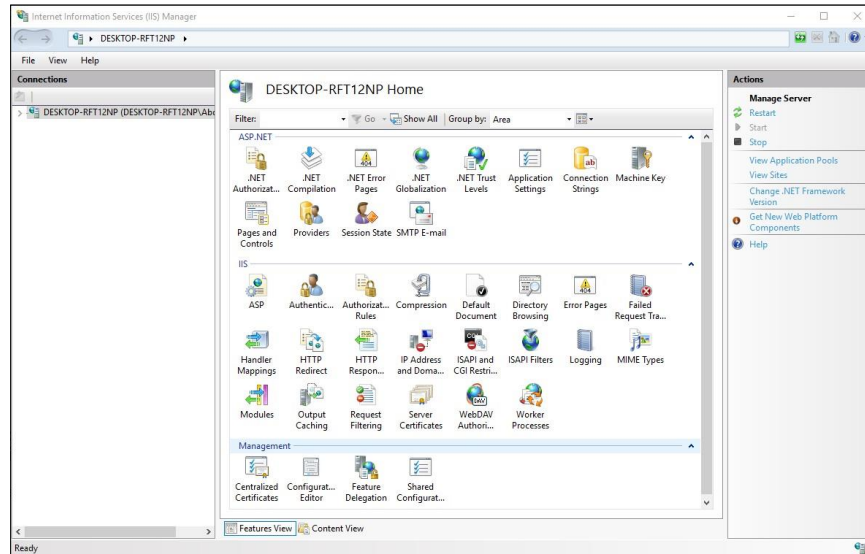 Internet Information Services (IIS) Manager
DESKTOP-RFT12NP
File View Help
Connections
DESKTOP-RFT12NP (DESKTOP-RFT12NP\Abc
DESKTOP-RFT12NP Home
Filter: Go Show All Group by: Area
ASP.NET
.NET Authorizat...
.NET Compilation
.NET Error Pages
.NET Globalization
.NET Trust Levels
Application Settings
Connection Strings
Machine Key
Pages and Controls
Providers
Session State
SMTP E-mail
IIS
ASP
Authentic...
Authorizat... Rules
Compression
Default Document
Directory Browsing
Error Pages
Failed Request Tra...
Handler Mappings
HTTP Redirect
HTTP Respon...
IP Address and Doma...
ISAPI and CGI Restri...
ISAPI Filters
Logging
MIME Types
Modules
Output Caching
Request Filtering
Server Certificates
WebDAV Authori...
Worker Processes
Management
Centralized Certificates
Configurat... Editor
Feature Delegation
Shared Configurat...
Features View Content View
Ready
Actions
Manage Server
Restart
Start
Stop
View Application Pools
View Sites
Change .NET Framework
Version
Get New Web Platform
Components
Help